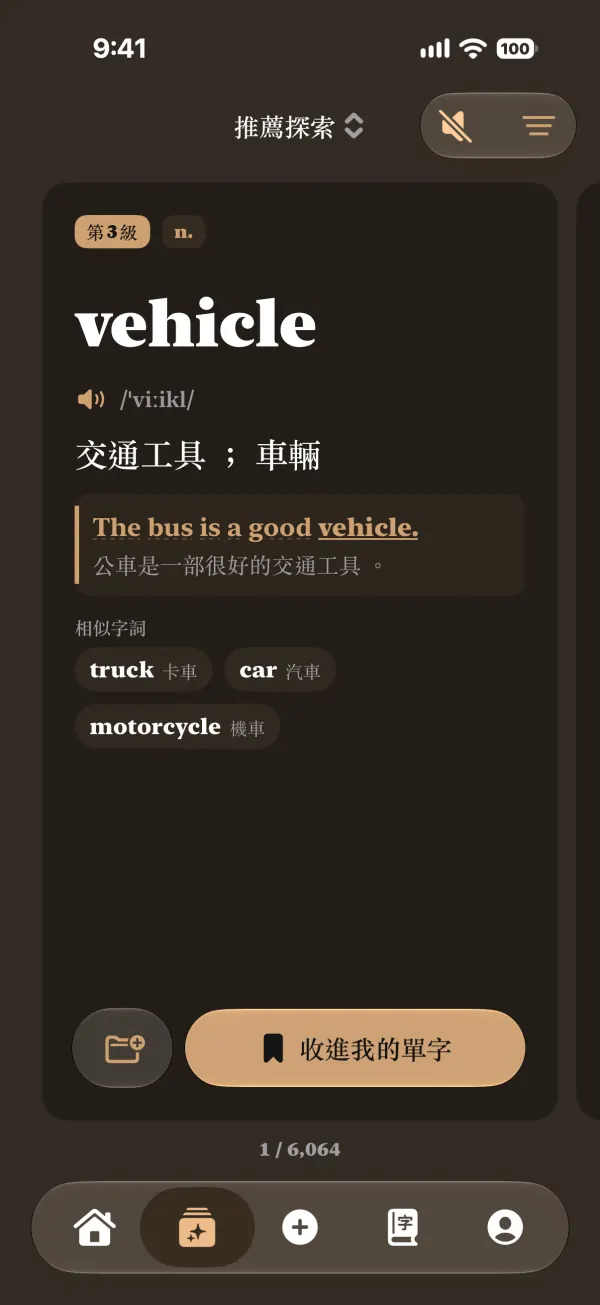 9:41
100
推薦探索
第3級 n.
vehicle
/ˈviːikl/
交通工具 ； 車輛
The bus is a good vehicle.
公車是一部很好的交通工具 。
相似字詞
truck 卡車 car 汽車
motorcycle 機車
收進我的單字
1 / 6,064
字